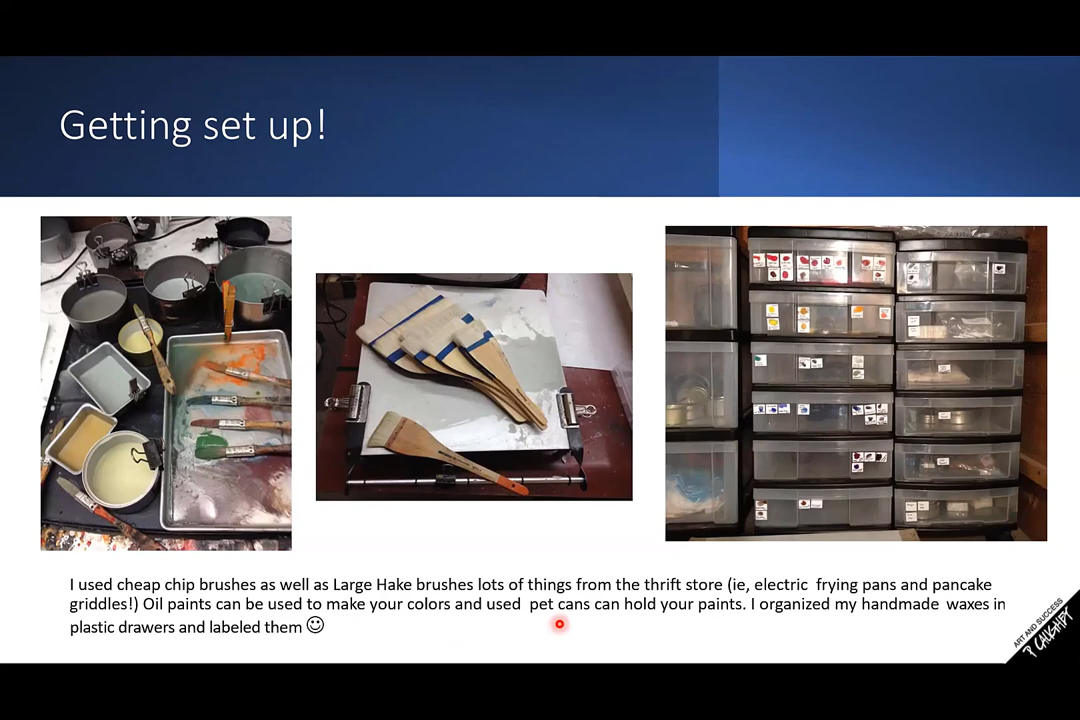 Getting set up!
I used cheap chip brushes as well as Large Hake brushes lots of things from the thrift store (ie, electric  frying pans and pancake
griddles!) Oil paints can be used to make your colors and used  pet cans can hold your paints. I organized my handmade  waxes in
plastic drawers and labeled them ☺
ART AND SUCCESS
P CAUGHEY